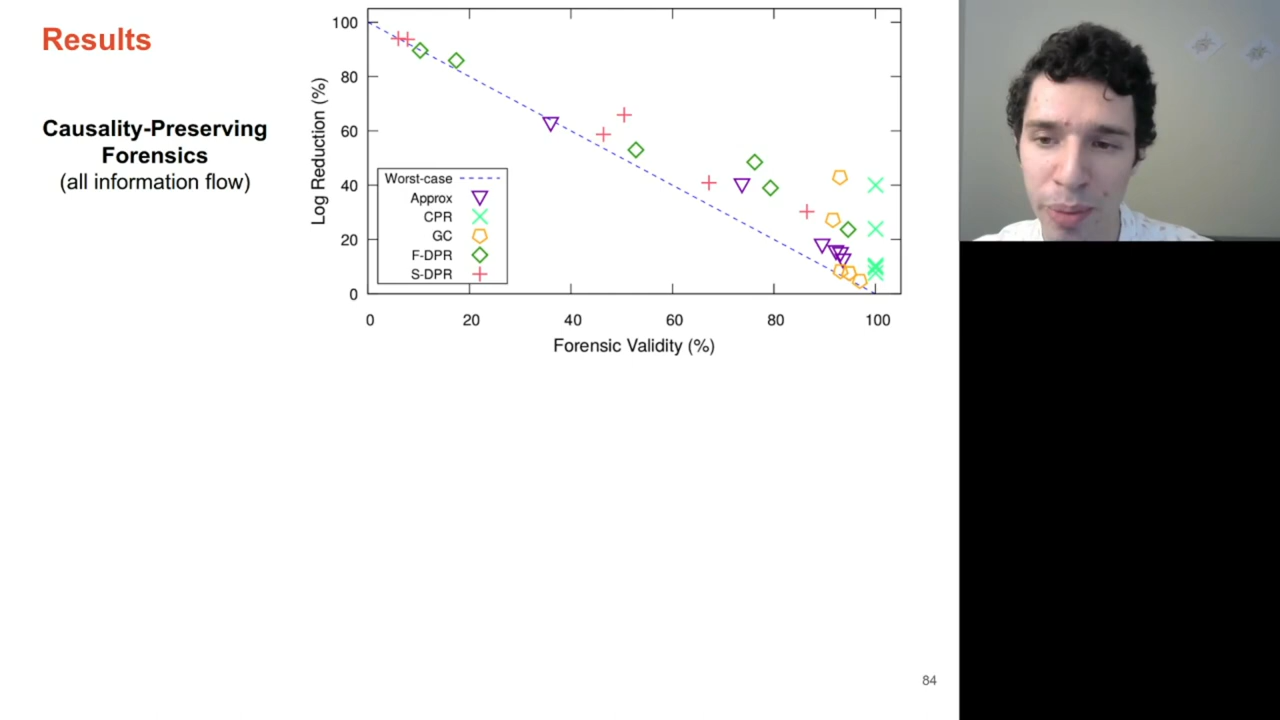 Results
Causality-Preserving
Forensics
(all information flow)
Log Reduction (%)
100
80
60
40
20
0
Worst-case
Approx
CPR
GC
F-DPR
S-DPR
0 20 40 60 80 100
Forensic Validity (%)
84